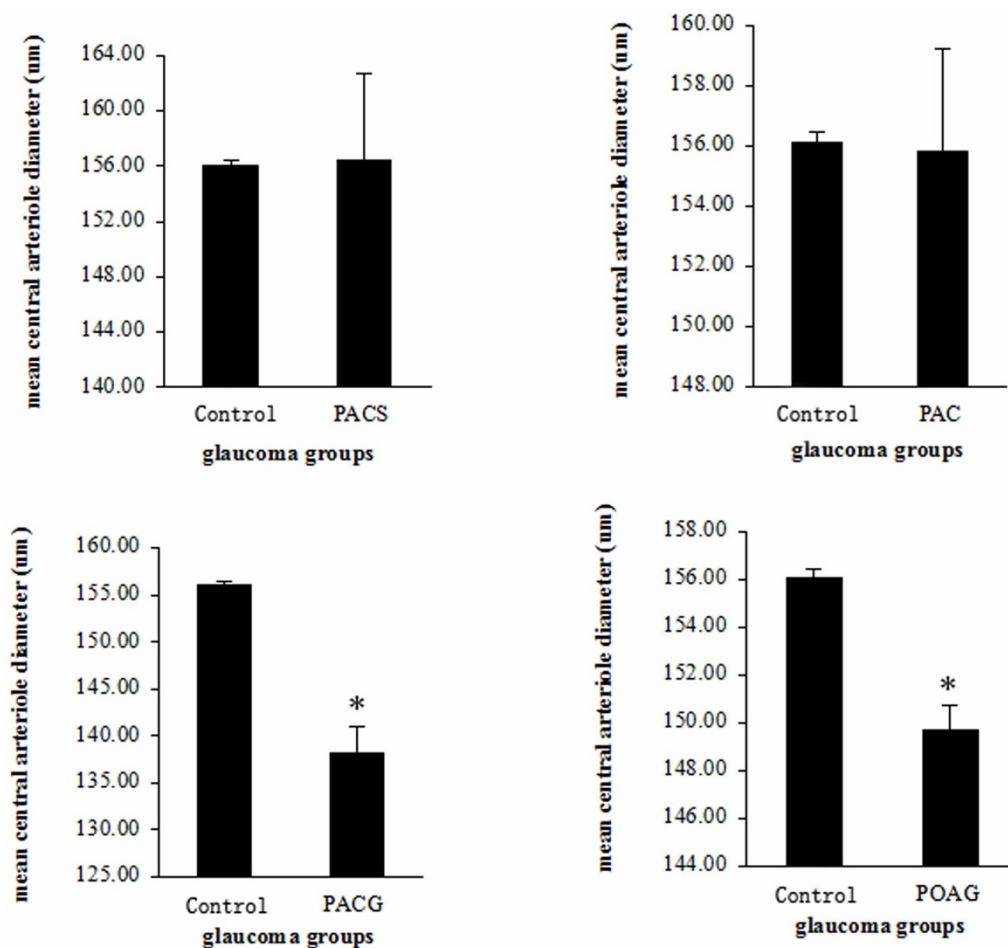 mean central arteriole diameter (um)
164.00
160.00
156.00
152.00
148.00
144.00
140.00
Control PACS
glaucoma groups
mean central arteriole diameter (um)
160.00
158.00
156.00
154.00
152.00
150.00
148.00
Control PAC
glaucoma groups
mean central arteriole diameter (um)
160.00
155.00
150.00
145.00
140.00
135.00
130.00
125.00
*
Control PACG
glaucoma groups
mean central arteriole diameter (um)
158.00
156.00
154.00
152.00
150.00
148.00
146.00
144.00
*
Control POAG
glaucoma groups